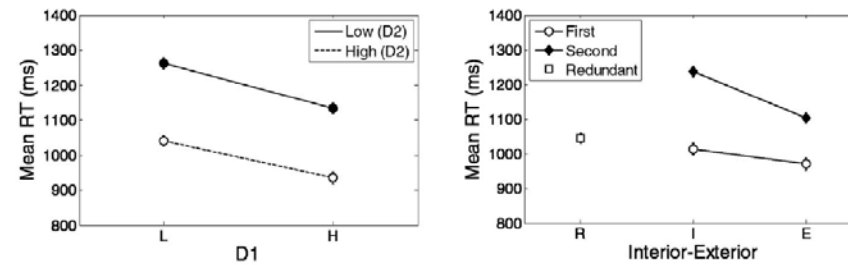 1400
1300
1200
1100
1000
900
800
Mean RT (ms)
Low (D2)
High (D2)
L H
D1
1400
1300
1200
1100
1000
900
800
Mean RT (ms)
First
Second
Redundant
R I E
Interior-Exterior